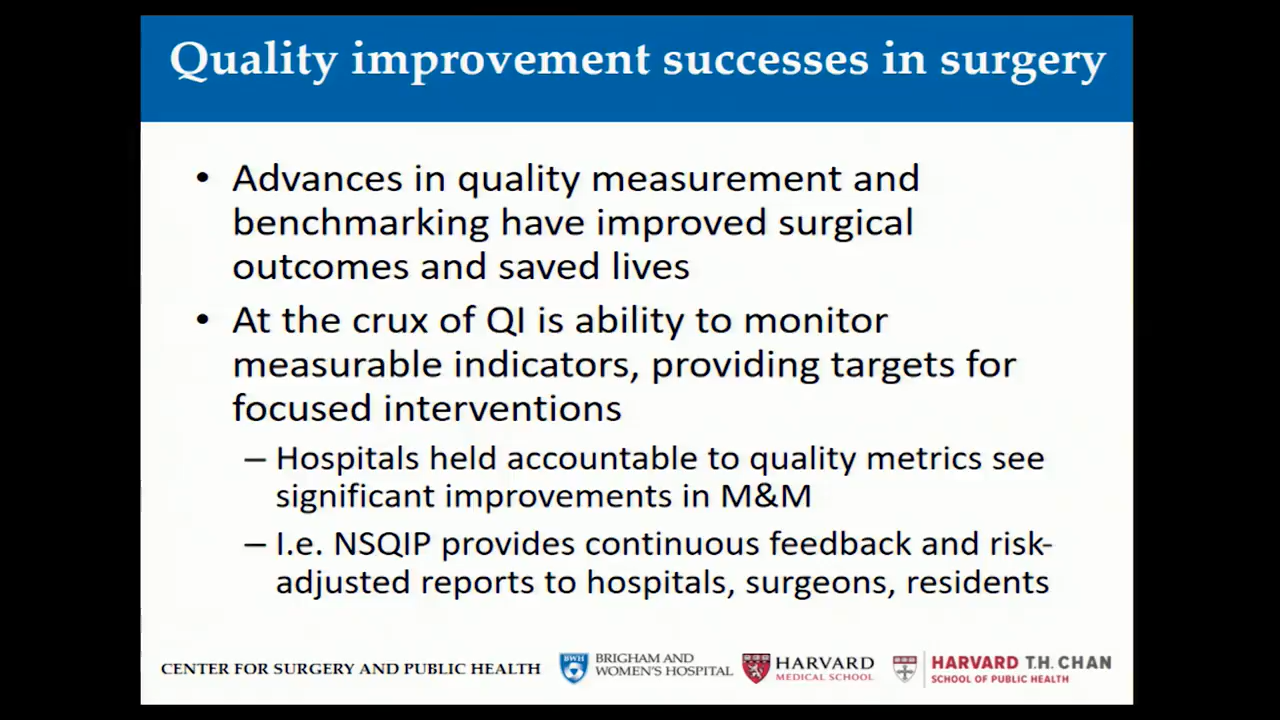 Quality improvement successes in surgery
• Advances in quality measurement and
benchmarking have improved surgical
outcomes and saved lives
• At the crux of QI is ability to monitor
measurable indicators, providing targets for
focused interventions
– Hospitals held accountable to quality metrics see
significant improvements in M&M
– I.e. NSQIP provides continuous feedback and risk-
adjusted reports to hospitals, surgeons, residents
CENTER FOR SURGERY AND PUBLIC HEALTH
BWH
BRIGHAM AND
WOMEN'S HOSPITAL
HARVARD
MEDICAL SCHOOL
HARVARD T.H. CHAN
SCHOOL OF PUBLIC HEALTH